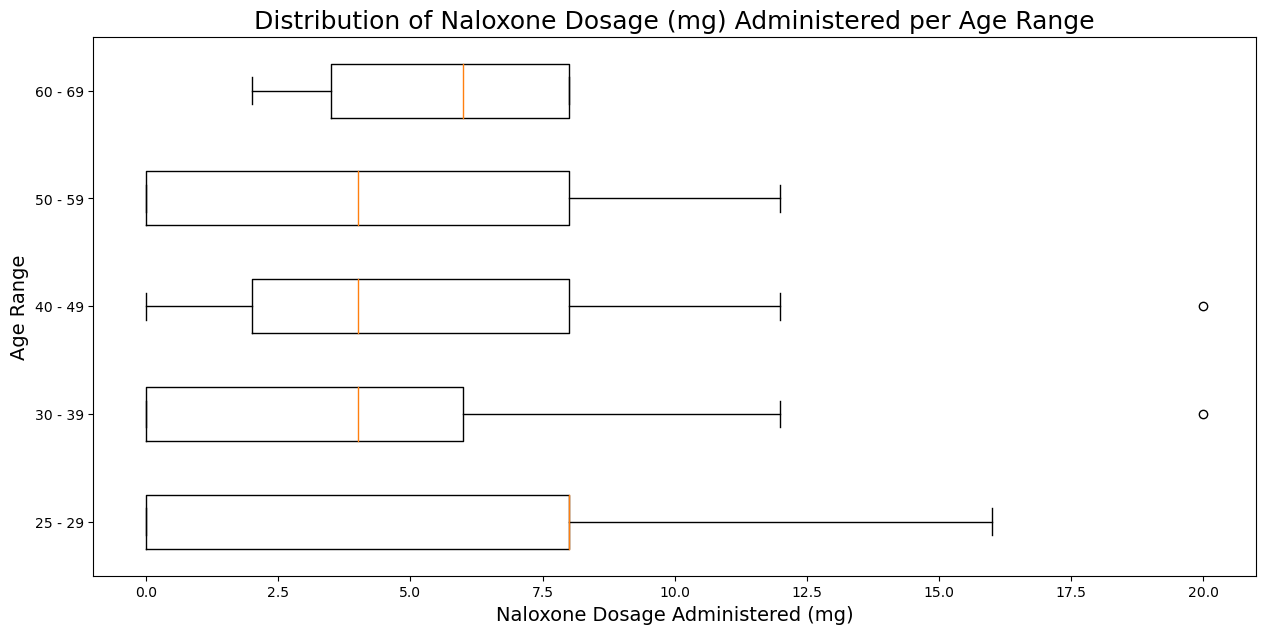 Distribution of Naloxone Dosage (mg) Administered per Age Range
Age Range
60 - 69
50 - 59
40 - 49
30 - 39
25 - 29
0.0 2.5 5.0 7.5 10.0 12.5 15.0 17.5 20.0
Naloxone Dosage Administered (mg)